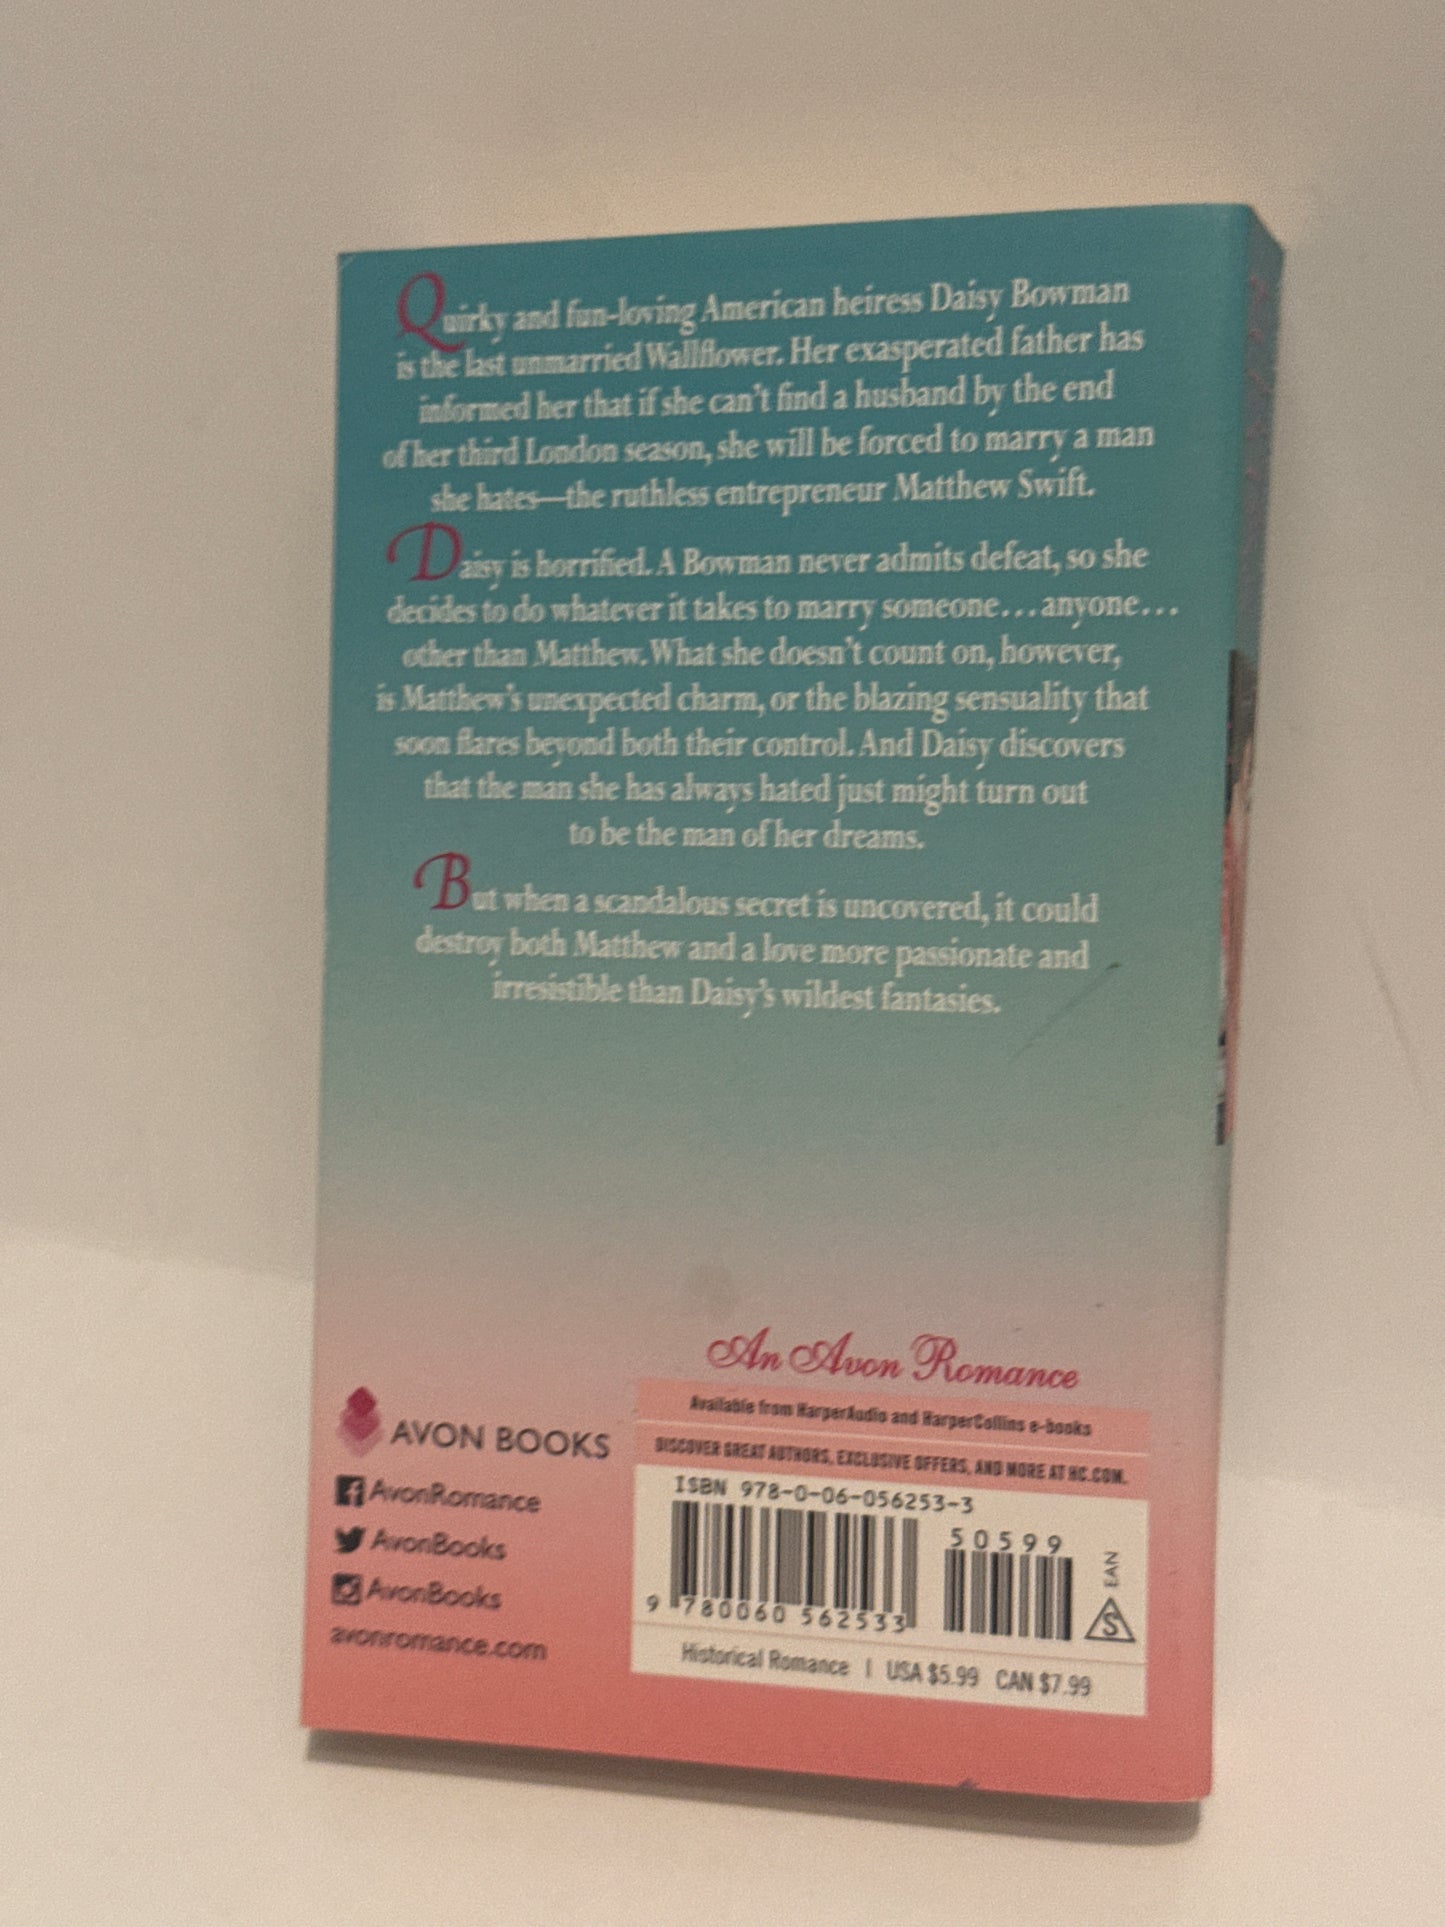 Quirky and fun-loving American heiress Daisy Bowman
is the last unmarried Wallflower. Her exasperated father has
informed her that if she can't find a husband by the end
of her third London season, she will be forced to marry a man
she hates—the ruthless entrepreneur Matthew Swift.
Daisy is horrified. A Bowman never admits defeat, so she
decides to do whatever it takes to marry someone…anyone…
other than Matthew. What she doesn't count on, however,
is Matthew's unexpected charm, or the blazing sensuality that
soon flares beyond both their control. And Daisy discovers
that the man she has always hated just might turn out
to be the man of her dreams.
But when a scandalous secret is uncovered, it could
destroy both Matthew and a love more passionate and
irresistible than Daisy's wildest fantasies.
An Avon Romance
Available from HarperAudio and HarperCollins e-books
DISCOVER GREAT AUTHORS, EXCLUSIVE OFFERS, AND MORE AT HC.COM.
AVON BOOKS
AvonRomance
AvonBooks
AvonBooks
avonromance.com
ISBN 978-0-06-056253-3
50599
EAN
9 780060 562533
S
Historical Romance | USA $5.99 CAN $7.99